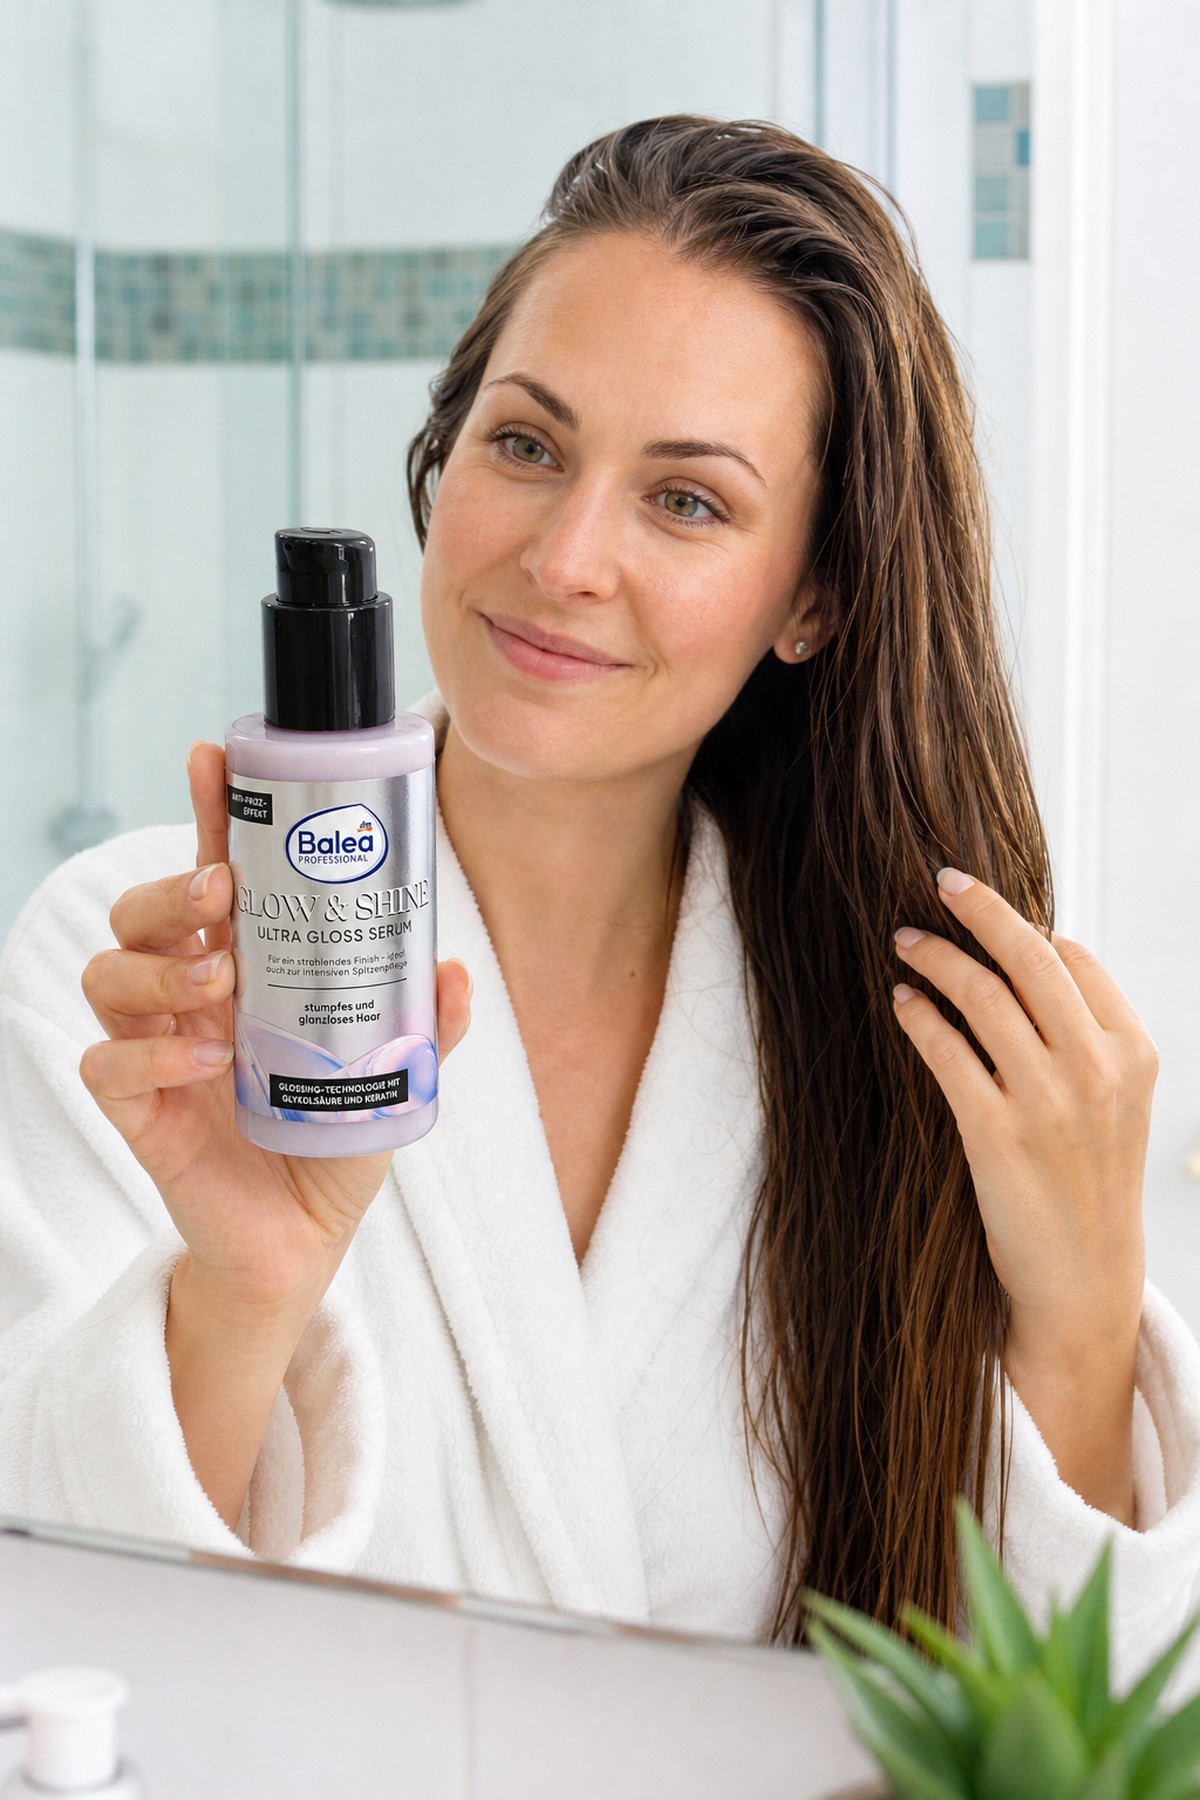 ANTI-FRIZZ-
EFFEKT
dm
Balea
PROFESSIONAL
GLOW & SHINE
ULTRA GLOSS SERUM
Für ein strahlendes Finish - ideal
auch zur intensiven Spitzenpflege
stumpfes und
glanzloses Haar
GLOSSING-TECHNOLOGIE MIT
GLYKOLSÄURE UND KERATIN